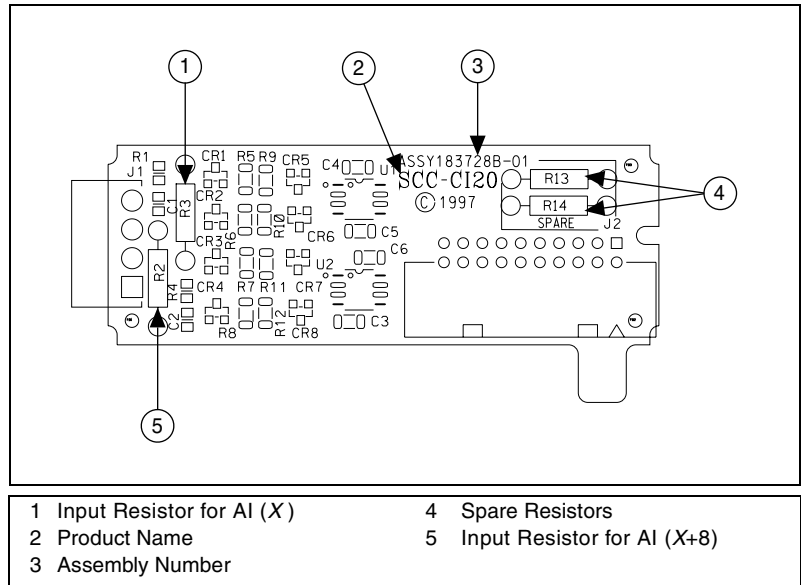 1
2
3
R1
J1
CR1
R5
R9
CR5
C4
U1
ASSY183728B-01
SCC-CI20
© 1997
R13
R14
SPARE
J2
4
C1
R3
CR2
R6
R10
CR6
C5
C6
CR3
U2
R2
R4
CR4
R7
R11
CR7
C2
R8
R12
CR8
C3
5
1 Input Resistor for AI (X)
2 Product Name
3 Assembly Number
4 Spare Resistors
5 Input Resistor for AI (X+8)